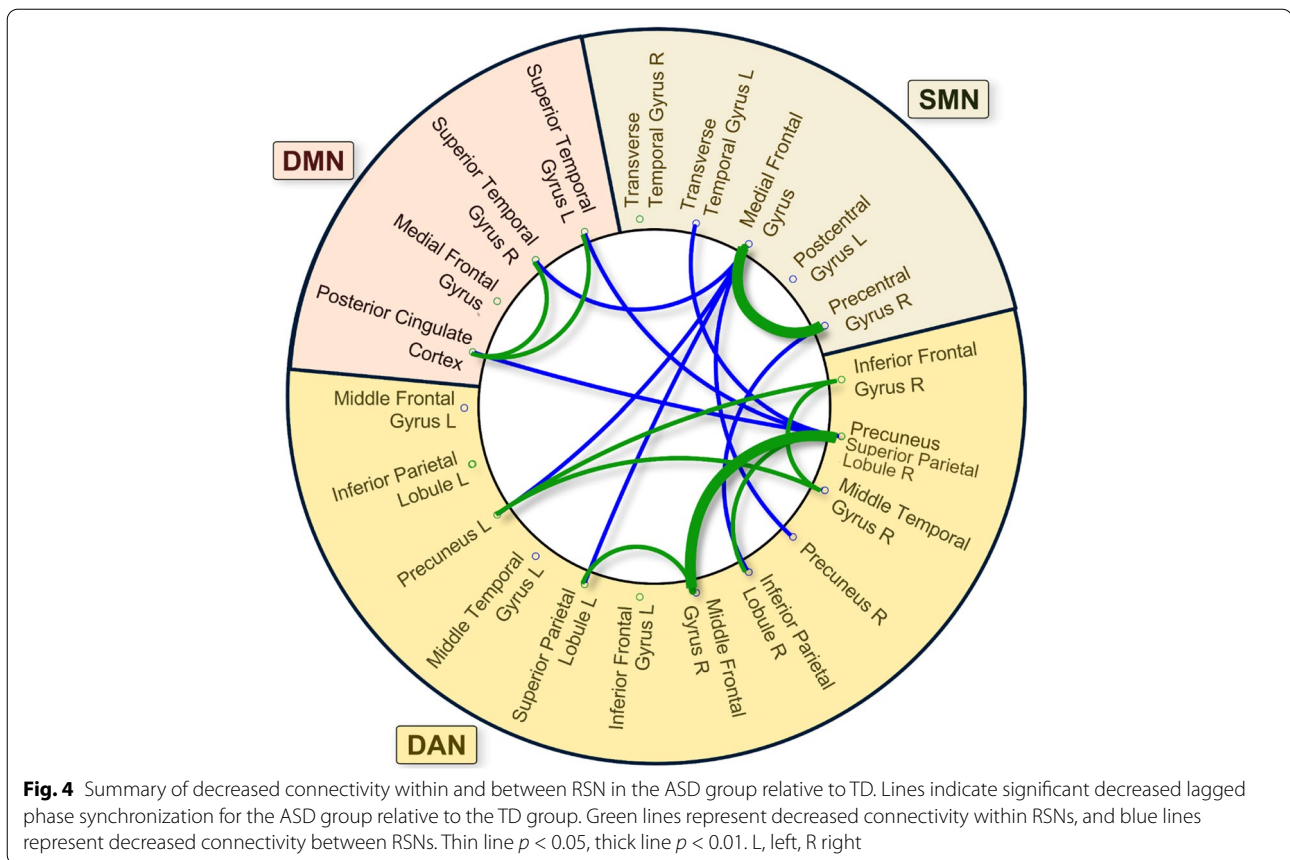 SMN
DMN
DAN
Transverse
Temporal Gyrus R
Transverse
Temporal Gyrus L
Medial Frontal
Gyrus
Postcentral
Gyrus L
Precentral
Gyrus R
Inferior Frontal
Gyrus R
Precuneus
Superior Parietal
Lobule R
Middle Temporal
Gyrus R
Precuneus R
Inferior Parietal
Lobule R
Middle Frontal
Gyrus R
Inferior Frontal
Gyrus L
Superior Parietal
Lobule L
Middle Temporal
Gyrus L
Precuneus L
Inferior Parietal
Lobule L
Middle Frontal
Gyrus L
Posterior Cingulate
Cortex
Medial Frontal
Gyrus
Superior Temporal
Gyrus R
Superior Temporal
Gyrus L
Fig. 4 Summary of decreased connectivity within and between RSN in the ASD group relative to TD. Lines indicate significant decreased lagged
phase synchronization for the ASD group relative to the TD group. Green lines represent decreased connectivity within RSNs, and blue lines
represent decreased connectivity between RSNs. Thin line p < 0.05, thick line p < 0.01. L, left, R right